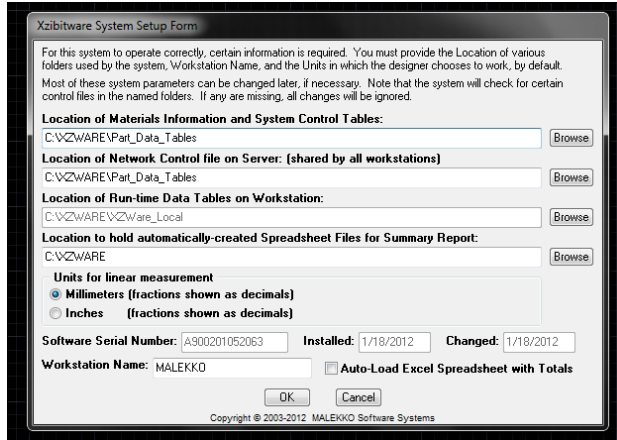 Xzibitware System Setup Form
For this system to operate correctly, certain information is required. You must provide the Location of various
folders used by the system, Workstation Name, and the Units in which the designer chooses to work, by default.
Most of these system parameters can be changed later, if necessary. Note that the system will check for certain
control files in the named folders. If any are missing, all changes will be ignored.
Location of Materials Information and System Control Tables:
C:\XZWARE\Part_Data_Tables Browse
Location of Network Control file on Server: (shared by all workstations)
C:\XZWARE\Part_Data_Tables Browse
Location of Run-time Data Tables on Workstation:
C:\XZWARE\XZWare_Local Browse
Location to hold automatically-created Spreadsheet Files for Summary Report:
C:\XZWARE Browse
Units for linear measurement
Millimeters (fractions shown as decimals)
Inches (fractions shown as decimals)
Software Serial Number: A900201052063 Installed: 1/18/2012 Changed: 1/18/2012
Workstation Name: MALEKKO Auto-Load Excel Spreadsheet with Totals
OK Cancel
Copyright © 2003-2012 MALEKKO Software Systems